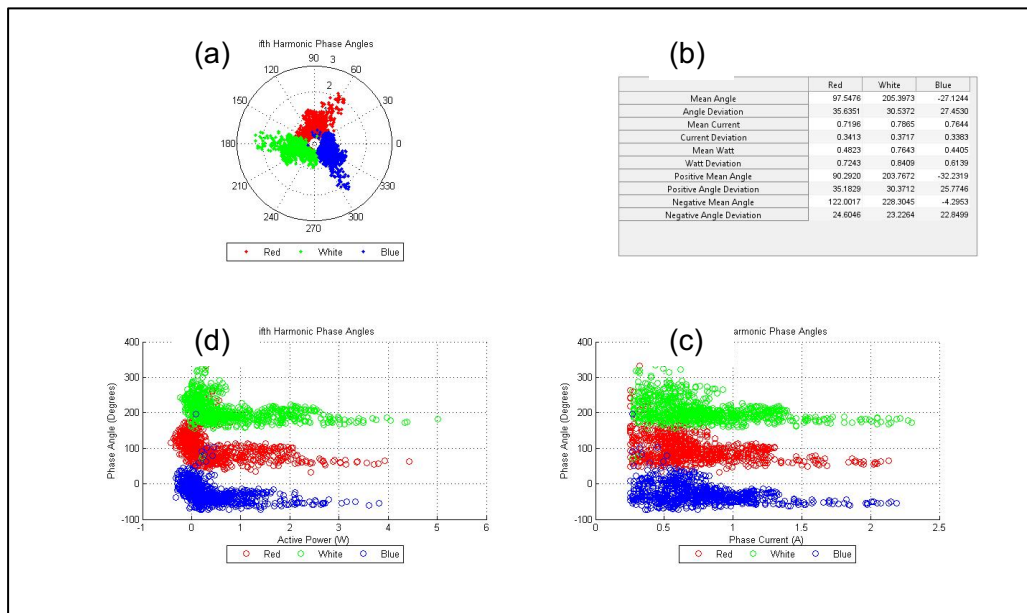 (a)
ifth Harmonic Phase Angles
90 3
120 60
2
150 30
180 0
210 330
240 300
270
Red White Blue
(b)
Red White Blue
Mean Angle 97.5476 205.3973 -27.1244
Angle Deviation 35.6351 30.5372 27.4530
Mean Current 0.7196 0.7865 0.7644
Current Deviation 0.3413 0.3717 0.3383
Mean Watt 0.4823 0.7643 0.4405
Watt Deviation 0.7243 0.8409 0.6139
Positive Mean Angle 90.2920 203.7672 -32.2319
Positive Angle Deviation 35.1829 30.3712 25.7746
Negative Mean Angle 122.0017 228.3045 -4.2953
Negative Angle Deviation 24.6046 23.2264 22.8499
(d)
ifth Harmonic Phase Angles
400
300
200
100
0
-100
Phase Angle (Degrees)
-1 0 1 2 3 4 5 6
Active Power (W)
Red White Blue
(c)
armonic Phase Angles
400
300
200
100
0
-100
Phase Angle (Degrees)
0 0.5 1 1.5 2 2.5
Phase Current (A)
Red White Blue